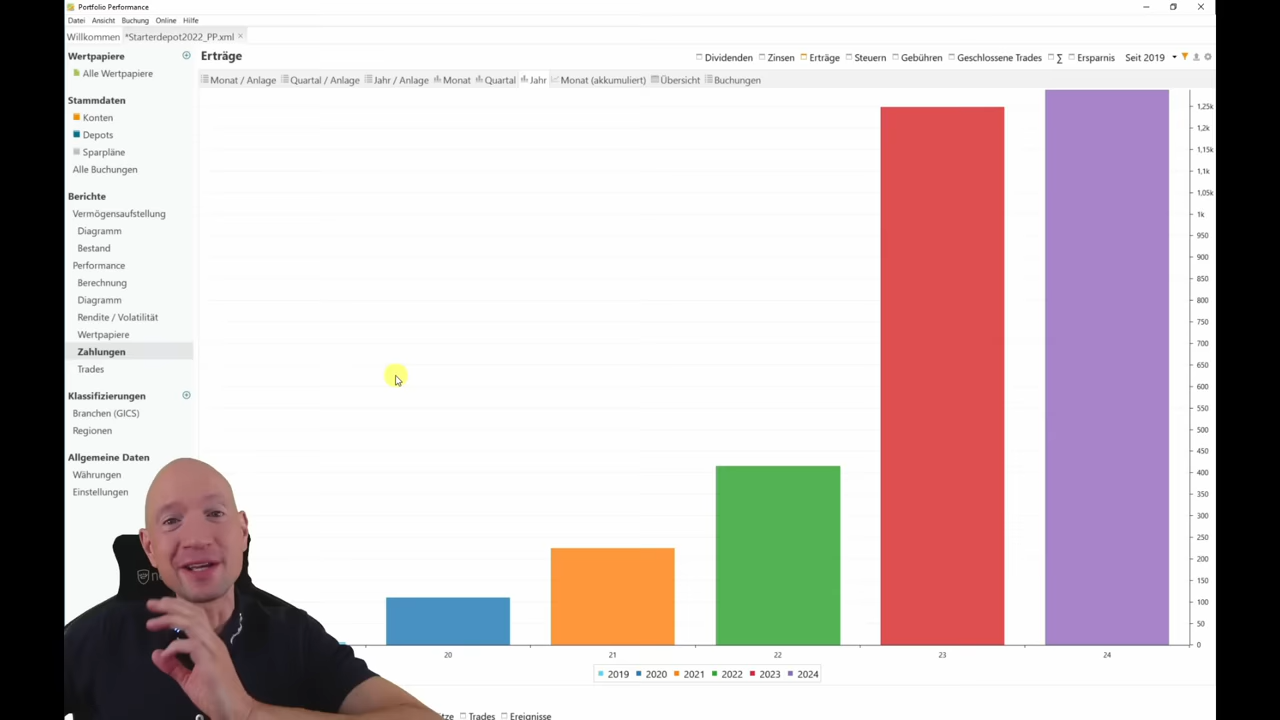 Portfolio Performance
Datei Ansicht Buchung Online Hilfe
Willkommen *Starterdepot2022_PP.xml
Wertpapiere
Alle Wertpapiere
Stammdaten
Konten
Depots
Sparpläne
Alle Buchungen
Berichte
Vermögensaufstellung
Diagramm
Bestand
Performance
Berechnung
Diagramm
Rendite / Volatilität
Wertpapiere
Zahlungen
Trades
Klassifizierungen
Branchen (GICS)
Regionen
Allgemeine Daten
Währungen
Einstellungen
Erträge
Dividenden Zinsen Erträge Steuern Gebühren Geschlossene Trades ∑ Ersparnis Seit 2019
Monat / Anlage Quartal / Anlage Jahr / Anlage Monat Quartal Jahr Monat (akkumuliert) Übersicht Buchungen
1,25k
1,2k
1,15k
1,1k
1,05k
1k
950
900
850
800
750
700
650
600
550
500
450
400
350
300
250
200
150
100
50
0
20 21 22 23 24
2019 2020 2021 2022 2023 2024
Trades Ereignisse